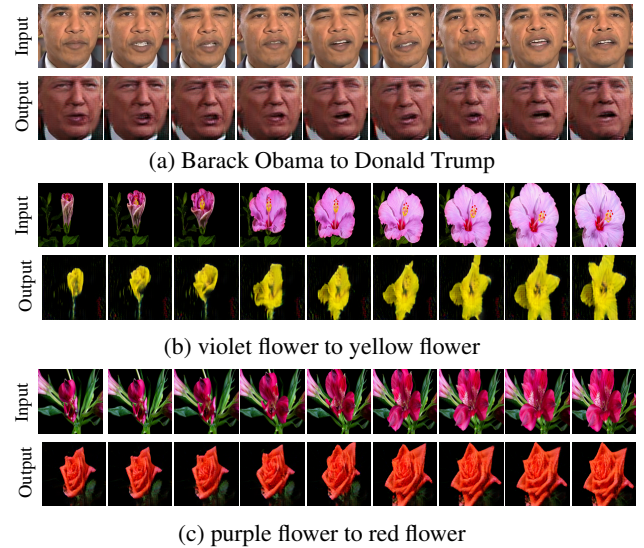 Input
Output
(a) Barack Obama to Donald Trump
Input
Output
(b) violet flower to yellow flower
Input
Output
(c) purple flower to red flower